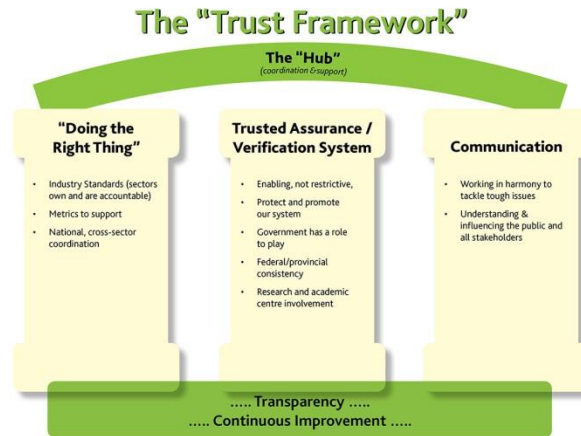 The “Trust Framework”
The “Hub”
(coordination & support)
“Doing the
Right Thing”
• Industry Standards (sectors
own and are accountable)
• Metrics to support
• National, cross-sector
coordination
Trusted Assurance /
Verification System
• Enabling, not restrictive,
• Protect and promote
our system
• Government has a role
to play
• Federal/provincial
consistency
• Research and academic
centre involvement
Communication
• Working in harmony to
tackle tough issues
• Understanding &
influencing the public and
all stakeholders
..... Transparency .....
..... Continuous Improvement .....